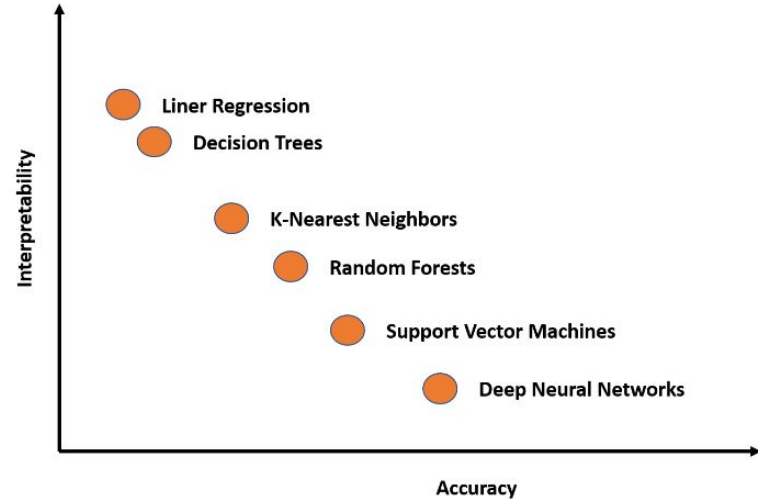 Liner Regression
Decision Trees
K-Nearest Neighbors
Random Forests
Support Vector Machines
Deep Neural Networks
Interpretability
Accuracy